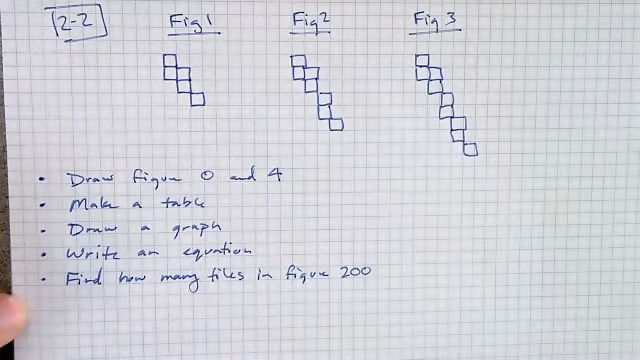 2-2
Fig 1 Fig 2 Fig 3
• Draw figure 0 and 4
• Make a table
• Draw a graph
• Write an equation
• Find how many tiles in figure 200